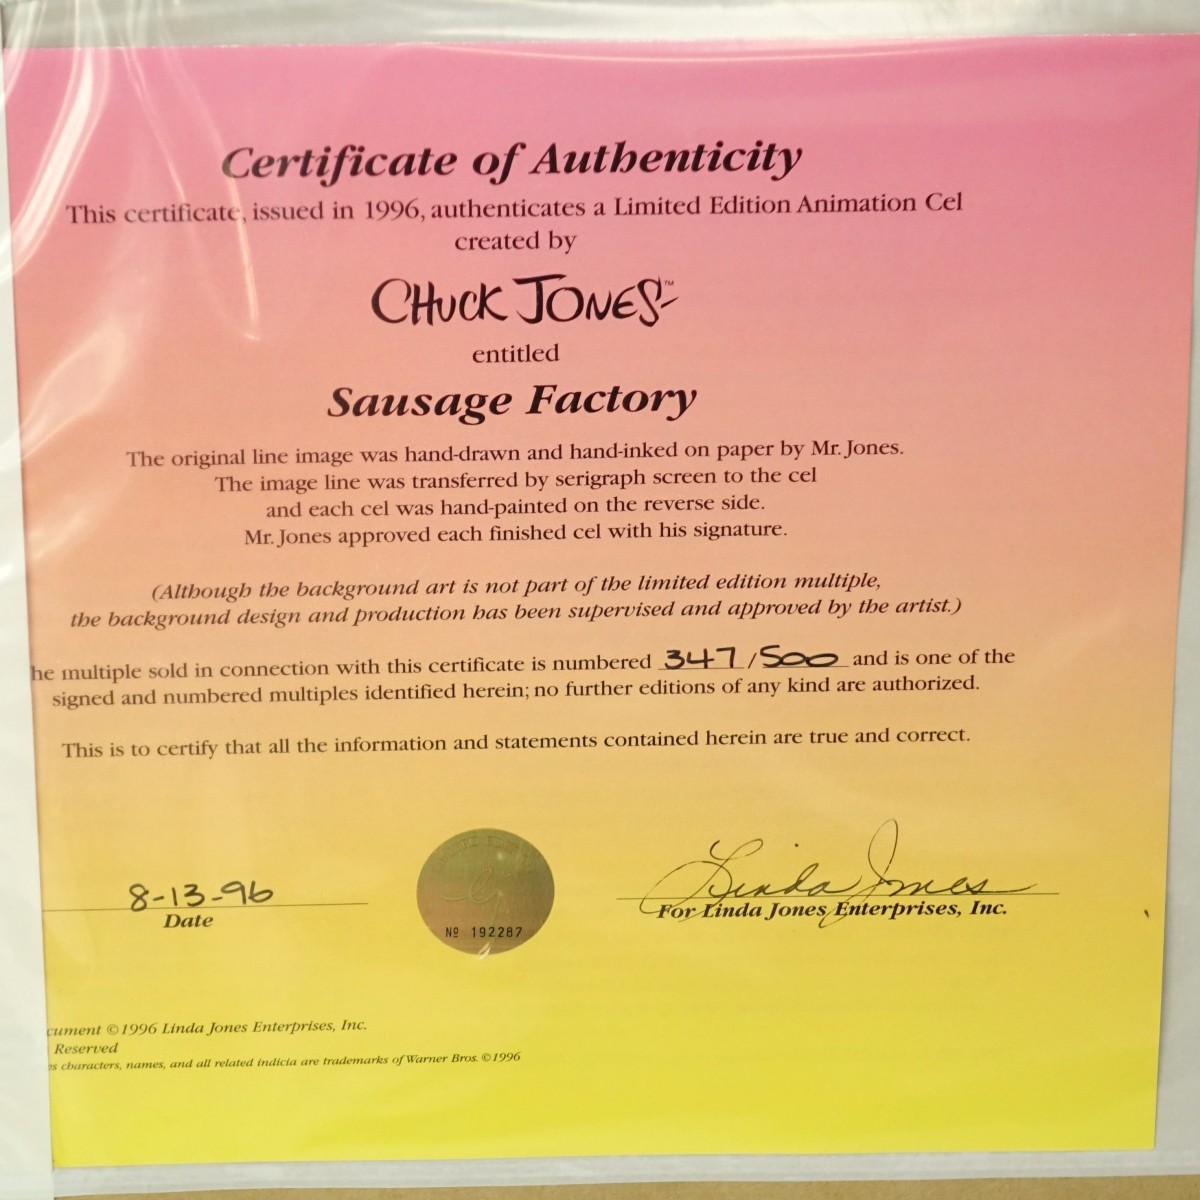 Certificate of Authenticity
This certificate, issued in 1996, authenticates a Limited Edition Animation Cel
created by
CHUCK JONES™
entitled
Sausage Factory
The original line image was hand-drawn and hand-inked on paper by Mr. Jones.
The image line was transferred by serigraph screen to the cel
and each cel was hand-painted on the reverse side.
Mr. Jones approved each finished cel with his signature.
(Although the background art is not part of the limited edition multiple,
the background design and production has been supervised and approved by the artist.)
he multiple sold in connection with this certificate is numbered 347/500 and is one of the
signed and numbered multiples identified herein; no further editions of any kind are authorized.
This is to certify that all the information and statements contained herein are true and correct.
8-13-96
Date
Nº 192287
Linda Jones
For Linda Jones Enterprises, Inc.
cument ©1996 Linda Jones Enterprises, Inc.
Reserved
es characters, names, and all related indicia are trademarks of Warner Bros. ©1996